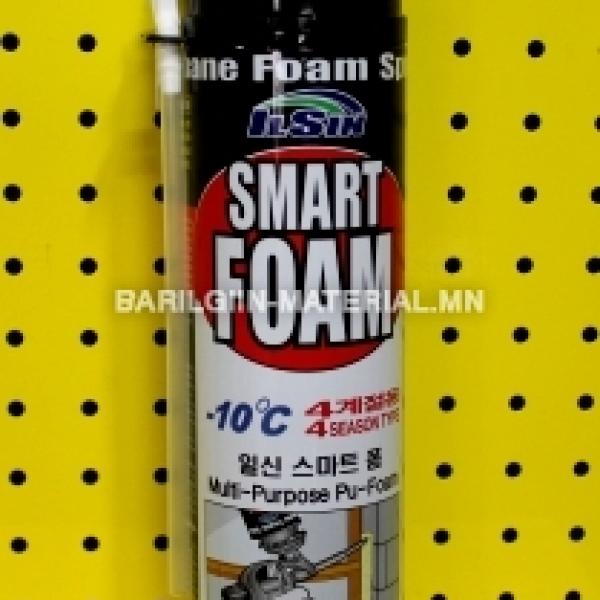 ane Foam Sp
ILSIN
SMART
FOAM
BARILGIIN-MATERIAL.MN
-10°C
4계절용
4 SEASON TYPE
일신 스마트 폼
Multi-Purpose Pu-Foam